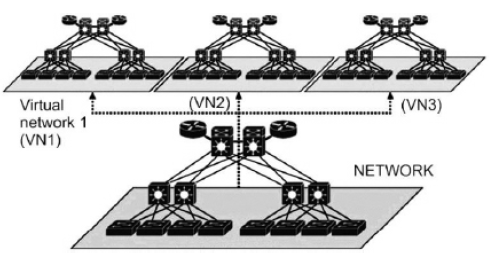 Virtual
network 1
(VN1)
(VN2)
(VN3)
NETWORK